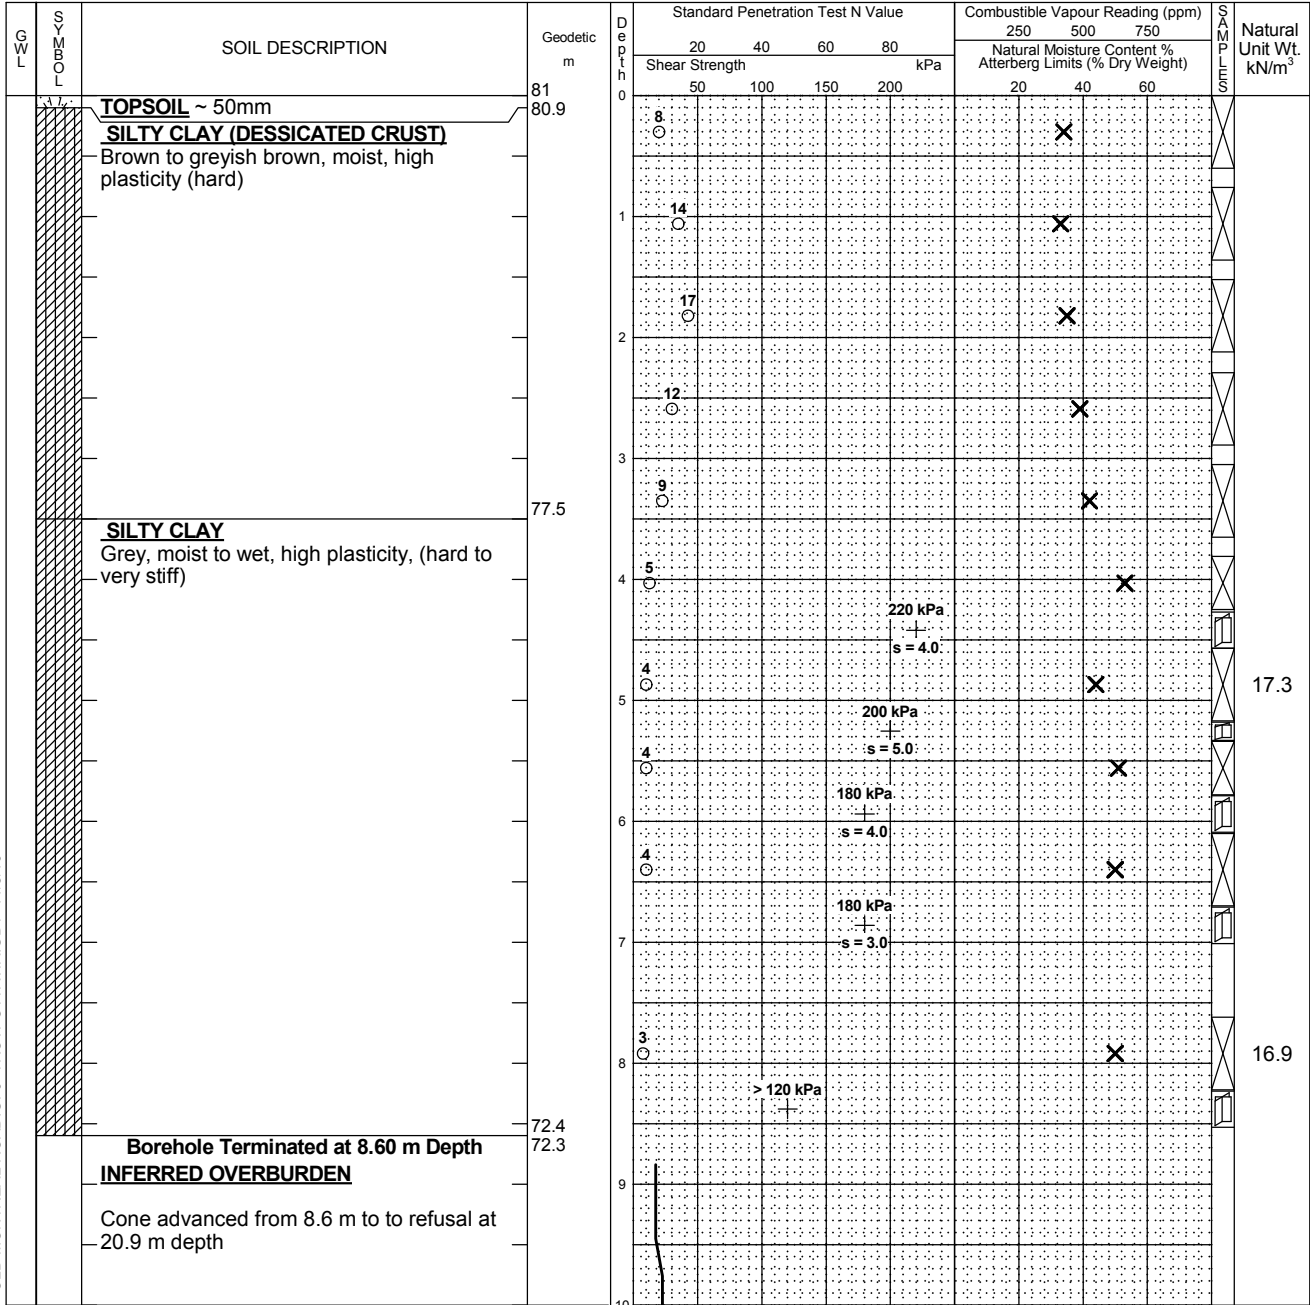 GWL
SYMBOL
SOIL DESCRIPTION
Geodetic
m
Depth
Standard Penetration Test N Value
20 40 60 80
Shear Strength kPa
50 100 150 200
Combustible Vapour Reading (ppm)
250 500 750
Natural Moisture Content %
Atterberg Limits (% Dry Weight)
20 40 60
SAMPLES
Natural
Unit Wt.
kN/m³
81
0
TOPSOIL ~ 50mm
80.9
SILTY CLAY (DESSICATED CRUST)
Brown to greyish brown, moist, high
plasticity (hard)
8
1
14
17
2
12
3
9
77.5
SILTY CLAY
Grey, moist to wet, high plasticity, (hard to
very stiff)
4
5
220 kPa
s = 4.0
4
17.3
5
200 kPa
s = 5.0
4
180 kPa
6
s = 4.0
4
180 kPa
7
s = 3.0
3
16.9
8
> 120 kPa
72.4
Borehole Terminated at 8.60 m Depth
72.3
INFERRED OVERBURDEN
9
Cone advanced from 8.6 m to to refusal at
20.9 m depth
10